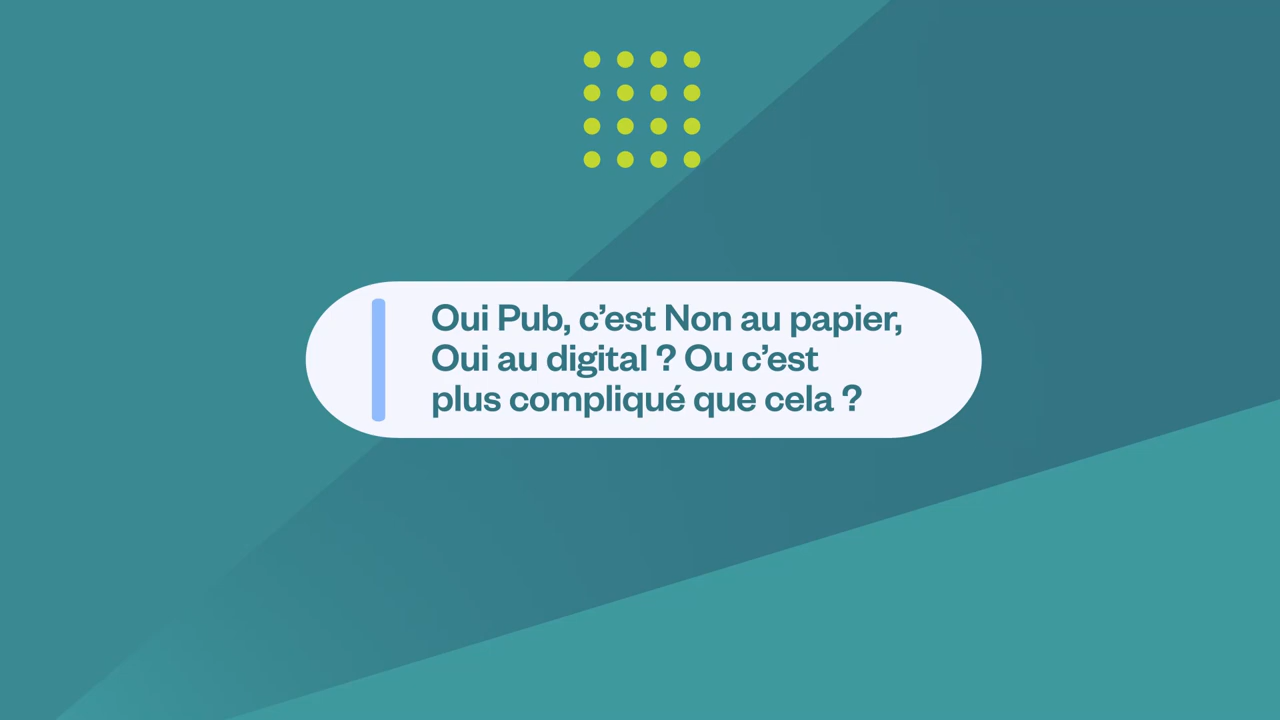 Oui Pub, c’est Non au papier,
Oui au digital ? Ou c’est
plus compliqué que cela ?